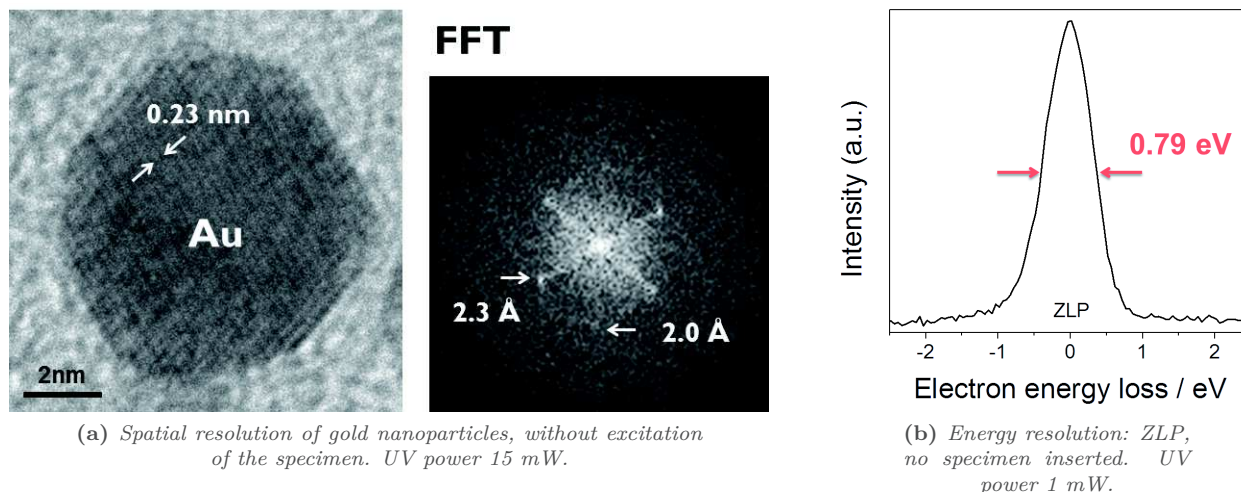 FFT
0.23 nm
Au
2nm
2.3 Å
2.0 Å
(a) Spatial resolution of gold nanoparticles, without excitation
of the specimen. UV power 15 mW.
Intensity (a.u.)
0.79 eV
ZLP
-2 -1 0 1 2
Electron energy loss / eV
(b) Energy resolution: ZLP,
no specimen inserted. UV
power 1 mW.